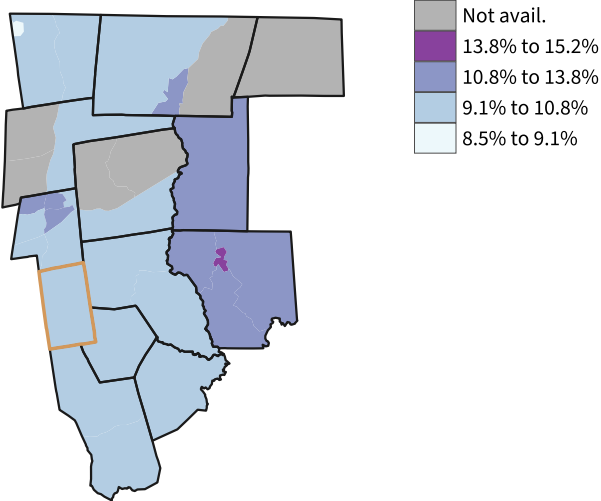 Not avail.
13.8% to 15.2%
10.8% to 13.8%
9.1% to 10.8%
8.5% to 9.1%